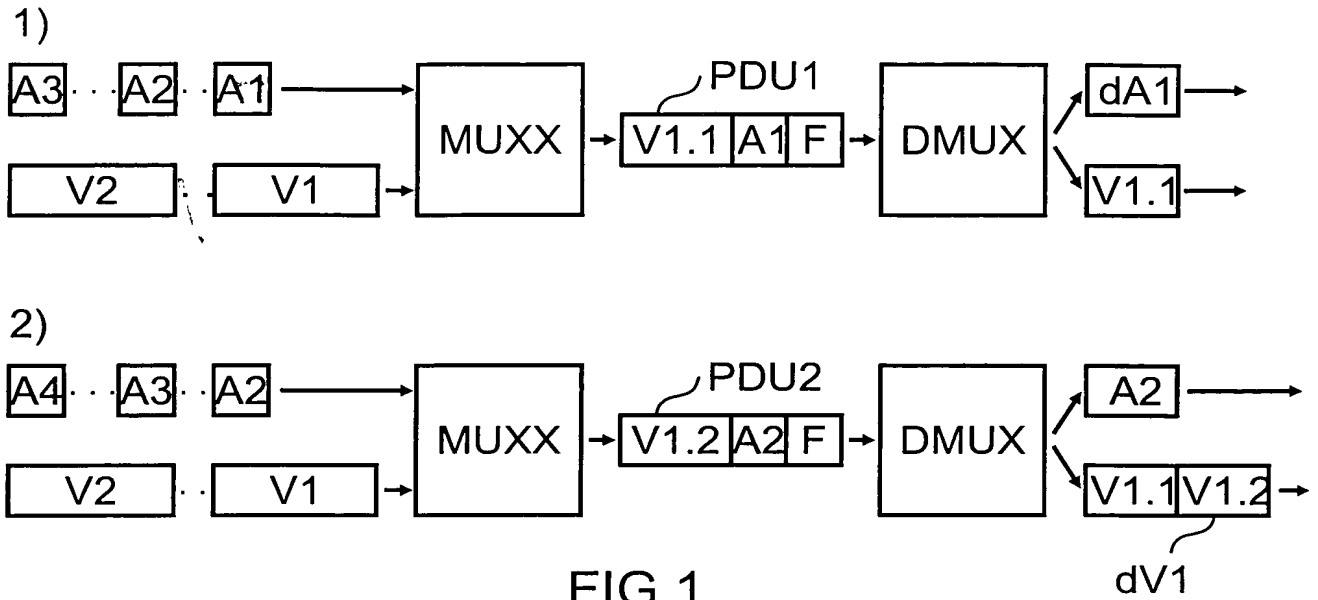 1)
A3 A2 A1
V2 V1
MUXX
PDU1
V1.1 A1 F
DMUX
dA1
V1.1
2)
A4 A3 A2
V2 V1
MUXX
PDU2
V1.2 A2 F
DMUX
A2
V1.1 V1.2
dV1
FIG 1